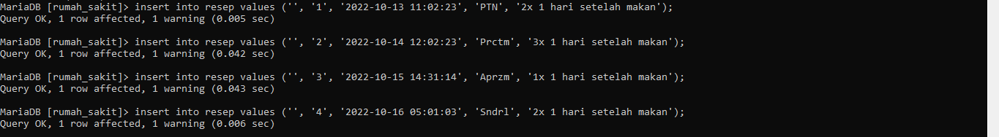 MariaDB [rumah_sakit]> insert into resep values ('', '1', '2022-10-13 11:02:23', 'PTN', '2x 1 hari setelah makan');
Query OK, 1 row affected, 1 warning (0.005 sec)
MariaDB [rumah_sakit]> insert into resep values ('', '2', '2022-10-14 12:02:23', 'Prctm', '3x 1 hari setelah makan');
Query OK, 1 row affected, 1 warning (0.042 sec)
MariaDB [rumah_sakit]> insert into resep values ('', '3', '2022-10-15 14:31:14', 'Aprzm', '1x 1 hari setelah makan');
Query OK, 1 row affected, 1 warning (0.043 sec)
MariaDB [rumah_sakit]> insert into resep values ('', '4', '2022-10-16 05:01:03', 'Sndrl', '2x 1 hari setelah makan');
Query OK, 1 row affected, 1 warning (0.006 sec)